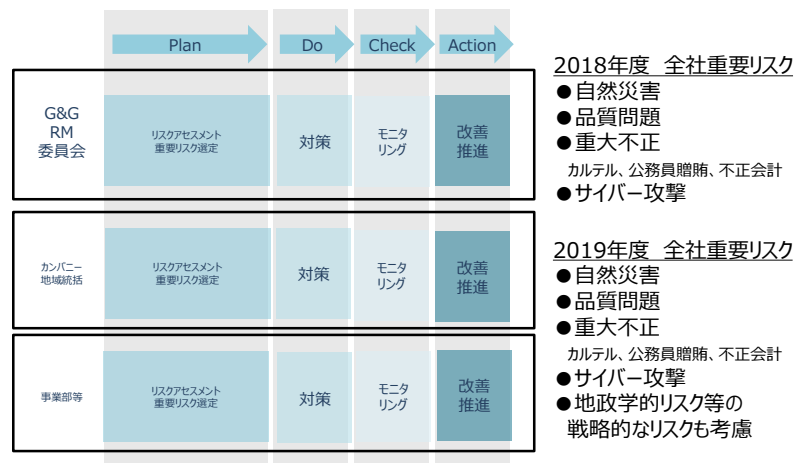 Plan
Do
Check
Action
G&G
RM
委員会
リスクアセスメント
重要リスク選定
対策
モニタ
リング
改善
推進
カンパニー
地域統括
リスクアセスメント
重要リスク選定
対策
モニタ
リング
改善
推進
事業部等
リスクアセスメント
重要リスク選定
対策
モニタ
リング
改善
推進
2018年度 全社重要リスク
●自然災害
●品質問題
●重大不正
カルテル、公務員贈賄、不正会計
●サイバー攻撃
2019年度 全社重要リスク
●自然災害
●品質問題
●重大不正
カルテル、公務員贈賄、不正会計
●サイバー攻撃
●地政学的リスク等の
戦略的なリスクも考慮